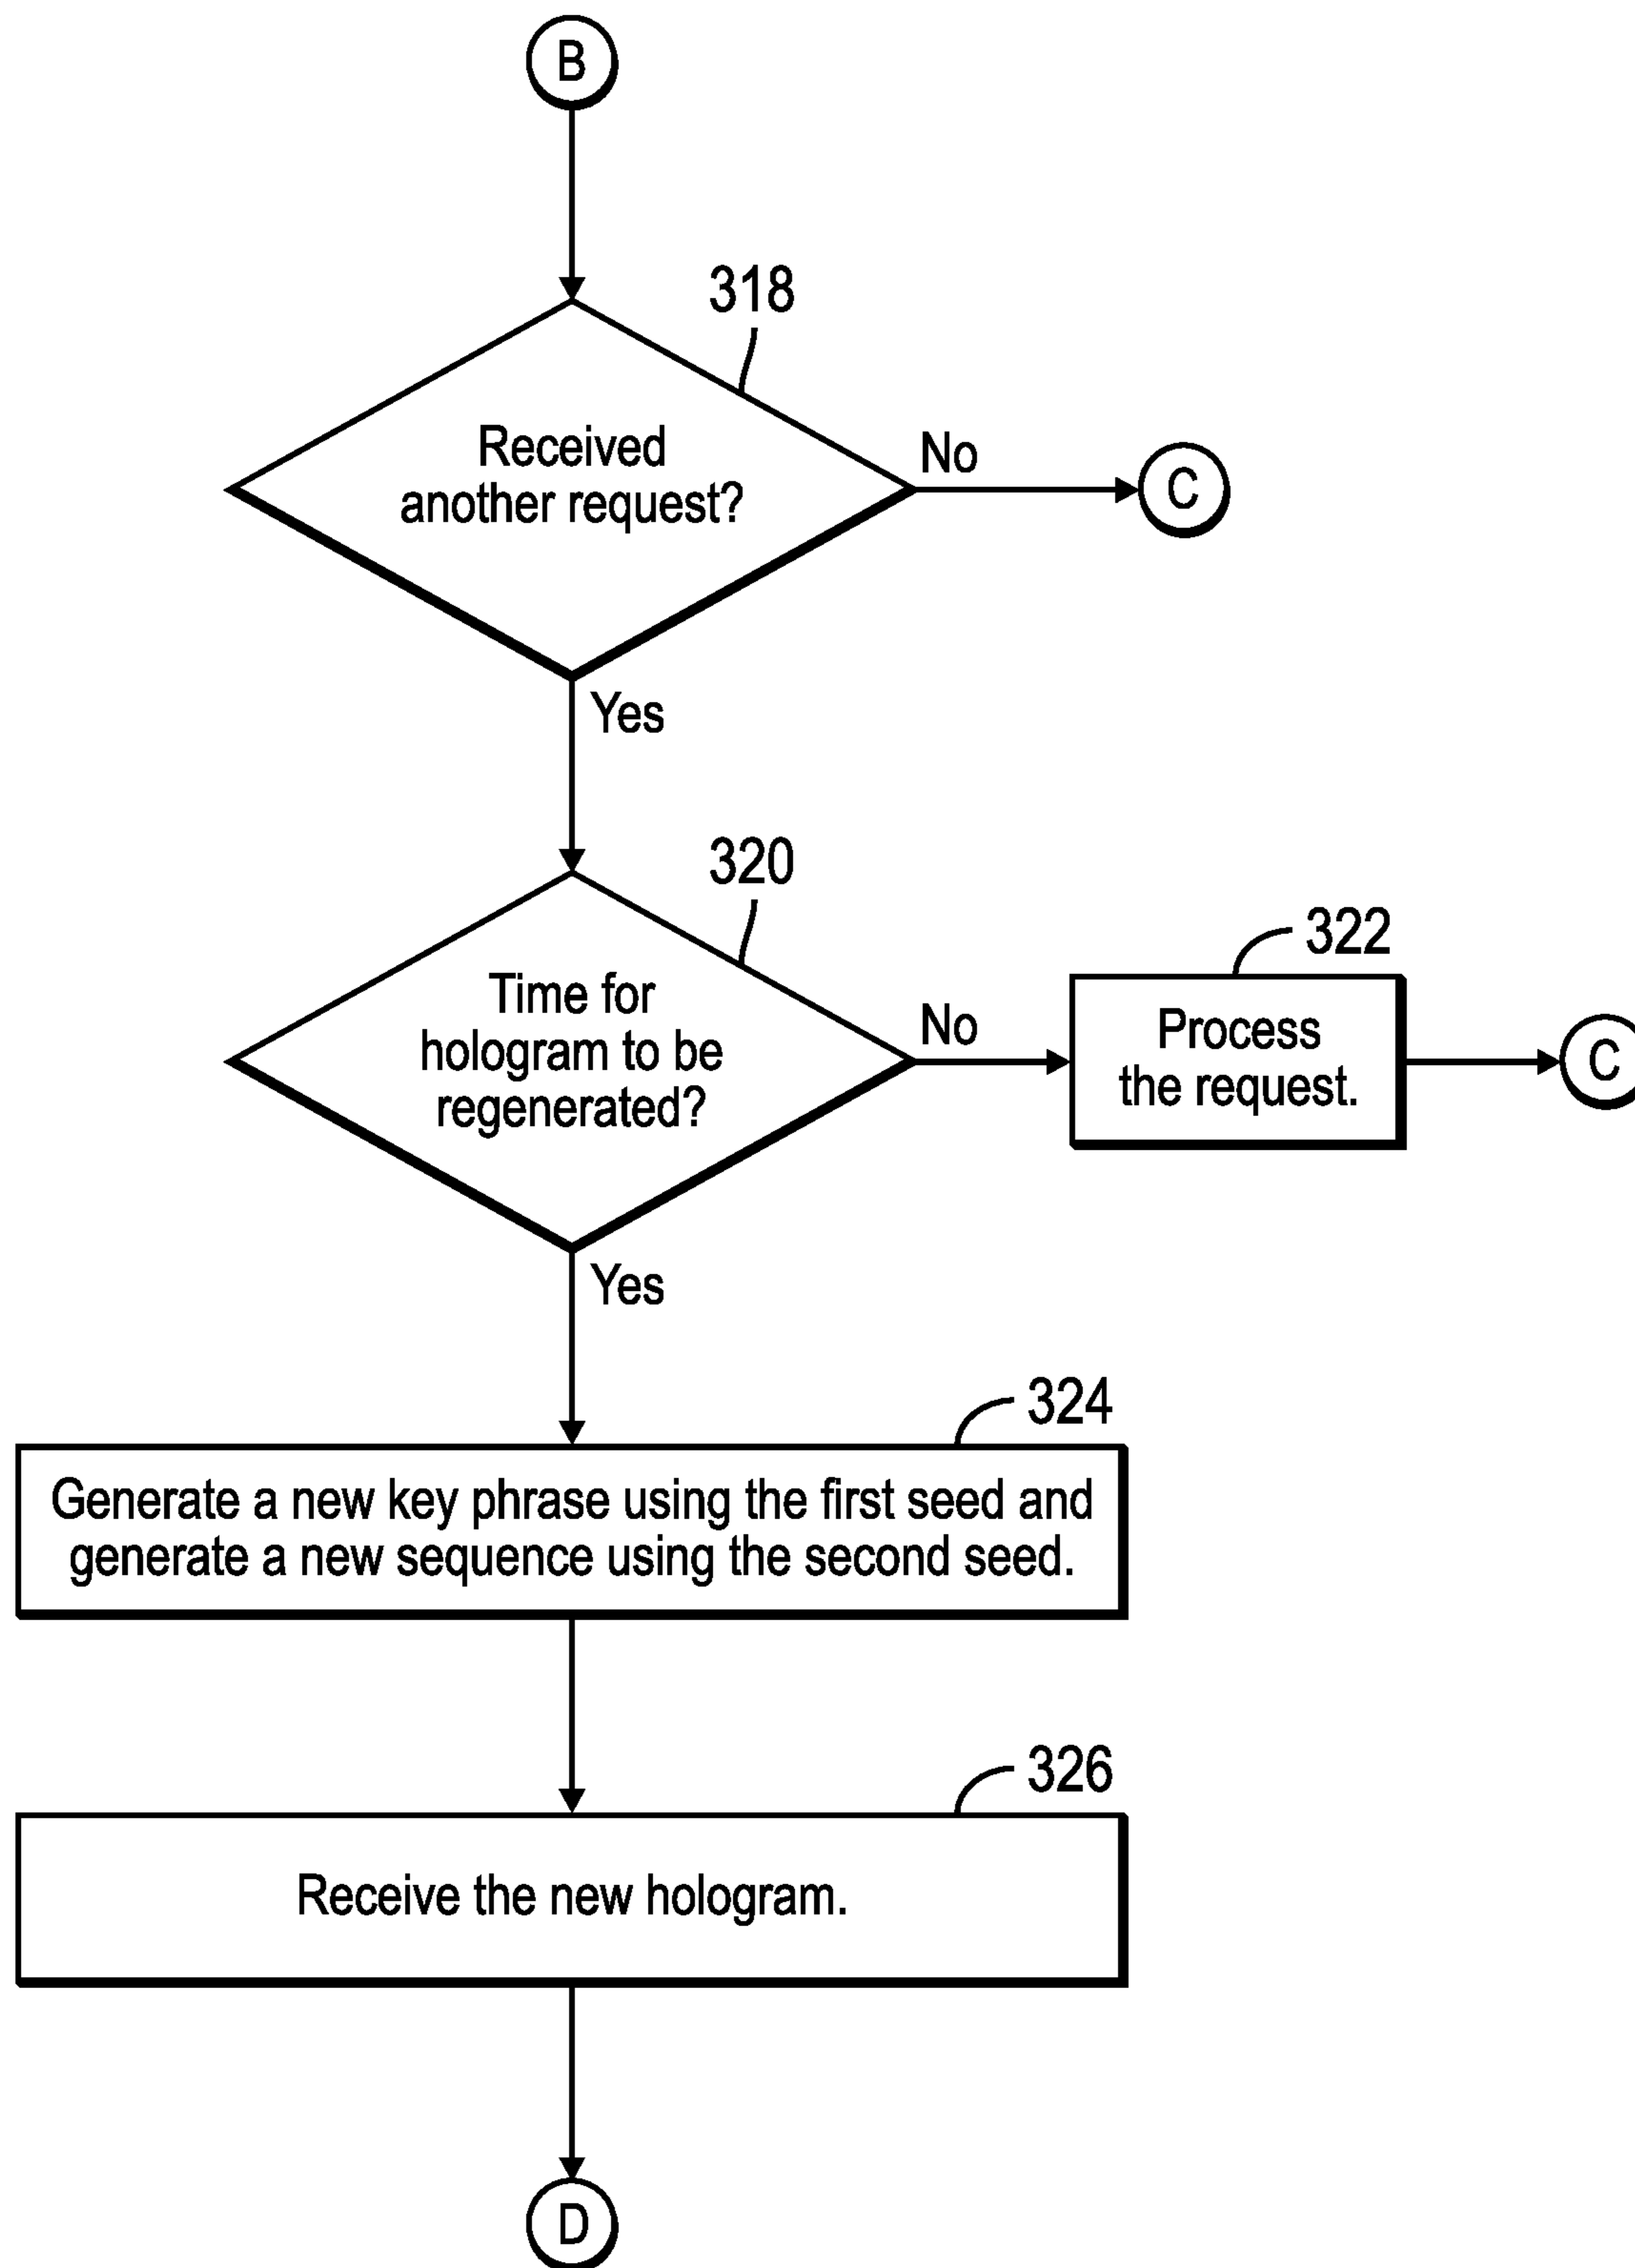 B
318
Received
another request?
No
C
Yes
320
Time for
hologram to be
regenerated?
No
322
Process
the request.
C
Yes
324
Generate a new key phrase using the first seed and
generate a new sequence using the second seed.
326
Receive the new hologram.
D